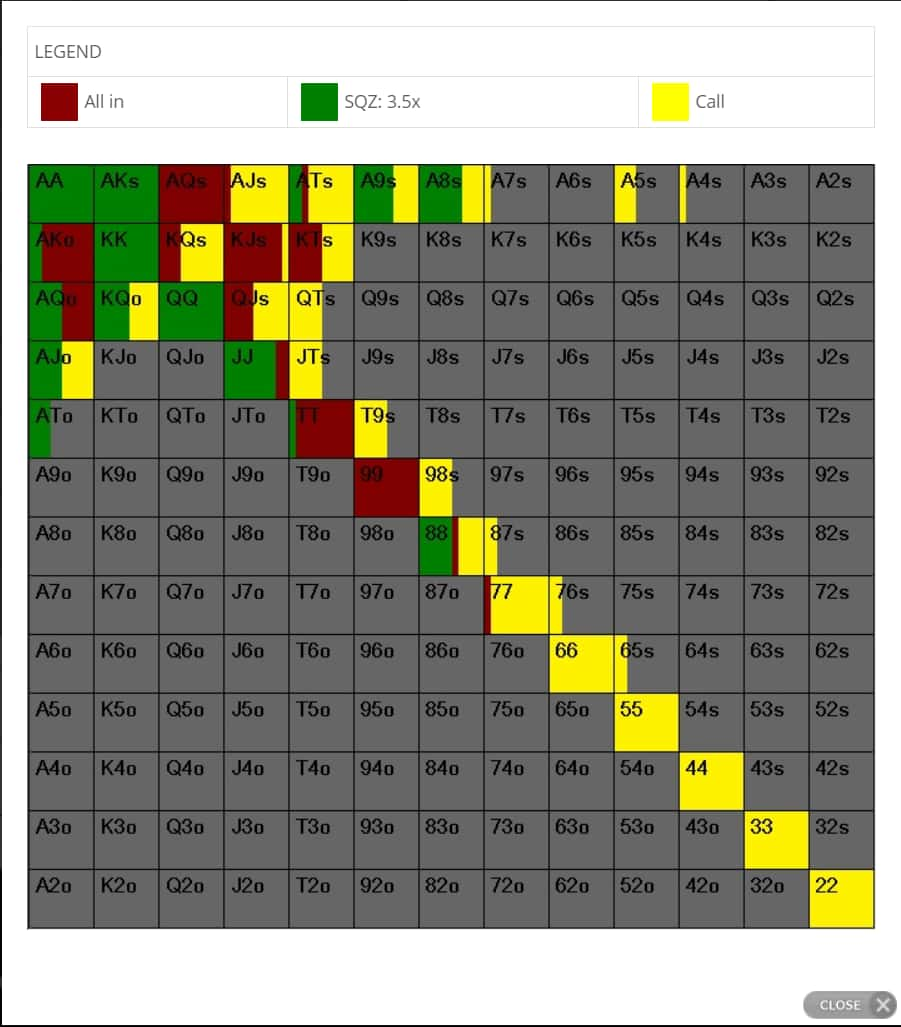 LEGEND
All in SQZ: 3.5x Call
AA AKs AQs AJs ATs A9s A8s A7s A6s A5s A4s A3s A2s
AKo KK KQs KJs KTs K9s K8s K7s K6s K5s K4s K3s K2s
AQo KQo QQ QJs QTs Q9s Q8s Q7s Q6s Q5s Q4s Q3s Q2s
AJo KJo QJo JJ JTs J9s J8s J7s J6s J5s J4s J3s J2s
ATo KTo QTo JTo TT T9s T8s T7s T6s T5s T4s T3s T2s
A9o K9o Q9o J9o T9o 99 98s 97s 96s 95s 94s 93s 92s
A8o K8o Q8o J8o T8o 98o 88 87s 86s 85s 84s 83s 82s
A7o K7o Q7o J7o T7o 97o 87o 77 76s 75s 74s 73s 72s
A6o K6o Q6o J6o T6o 96o 86o 76o 66 65s 64s 63s 62s
A5o K5o Q5o J5o T5o 95o 85o 75o 65o 55 54s 53s 52s
A4o K4o Q4o J4o T4o 94o 84o 74o 64o 54o 44 43s 42s
A3o K3o Q3o J3o T3o 93o 83o 73o 63o 53o 43o 33 32s
A2o K2o Q2o J2o T2o 92o 82o 72o 62o 52o 42o 32o 22
CLOSE